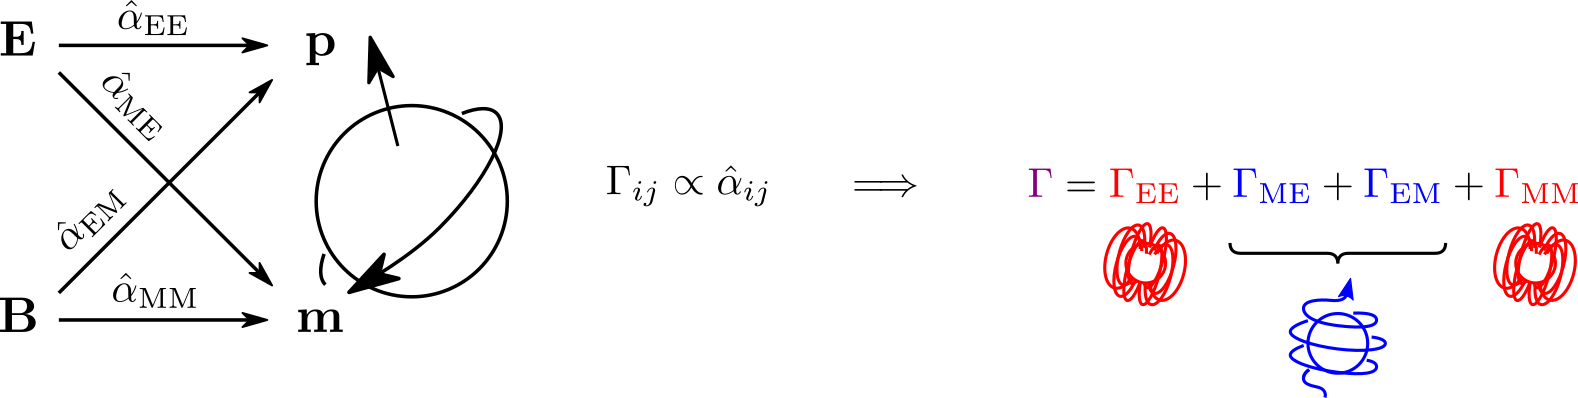 E α̂_EE p
α̂_ME
Γ_ij ∝ α̂_ij ⟹ Γ = Γ_EE + Γ_ME + Γ_EM + Γ_MM
α̂_EM
B α̂_MM m